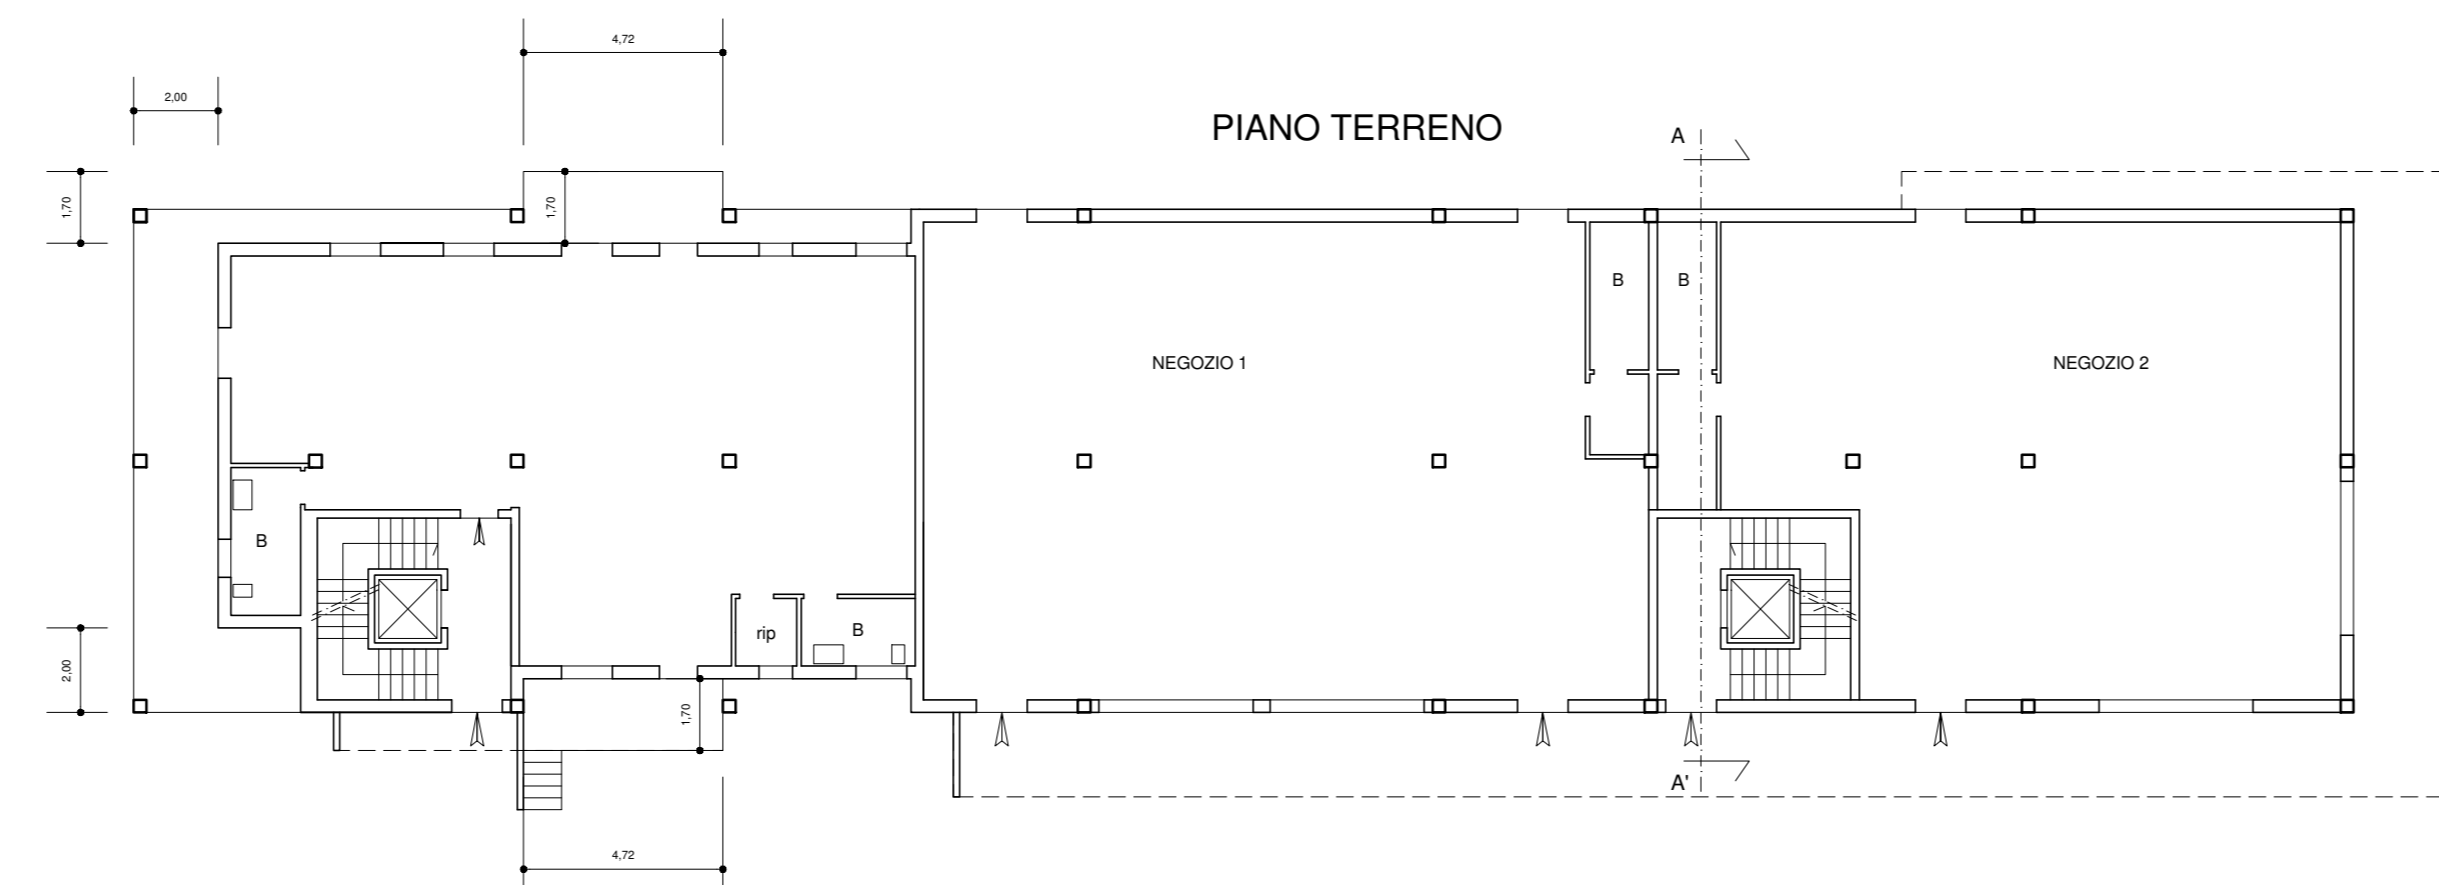 4,72
2,00
PIANO TERRENO
A
1,70
1,70
B
B
NEGOZIO 1
NEGOZIO 2
B
rip
B
2,00
1,70
A'
4,72